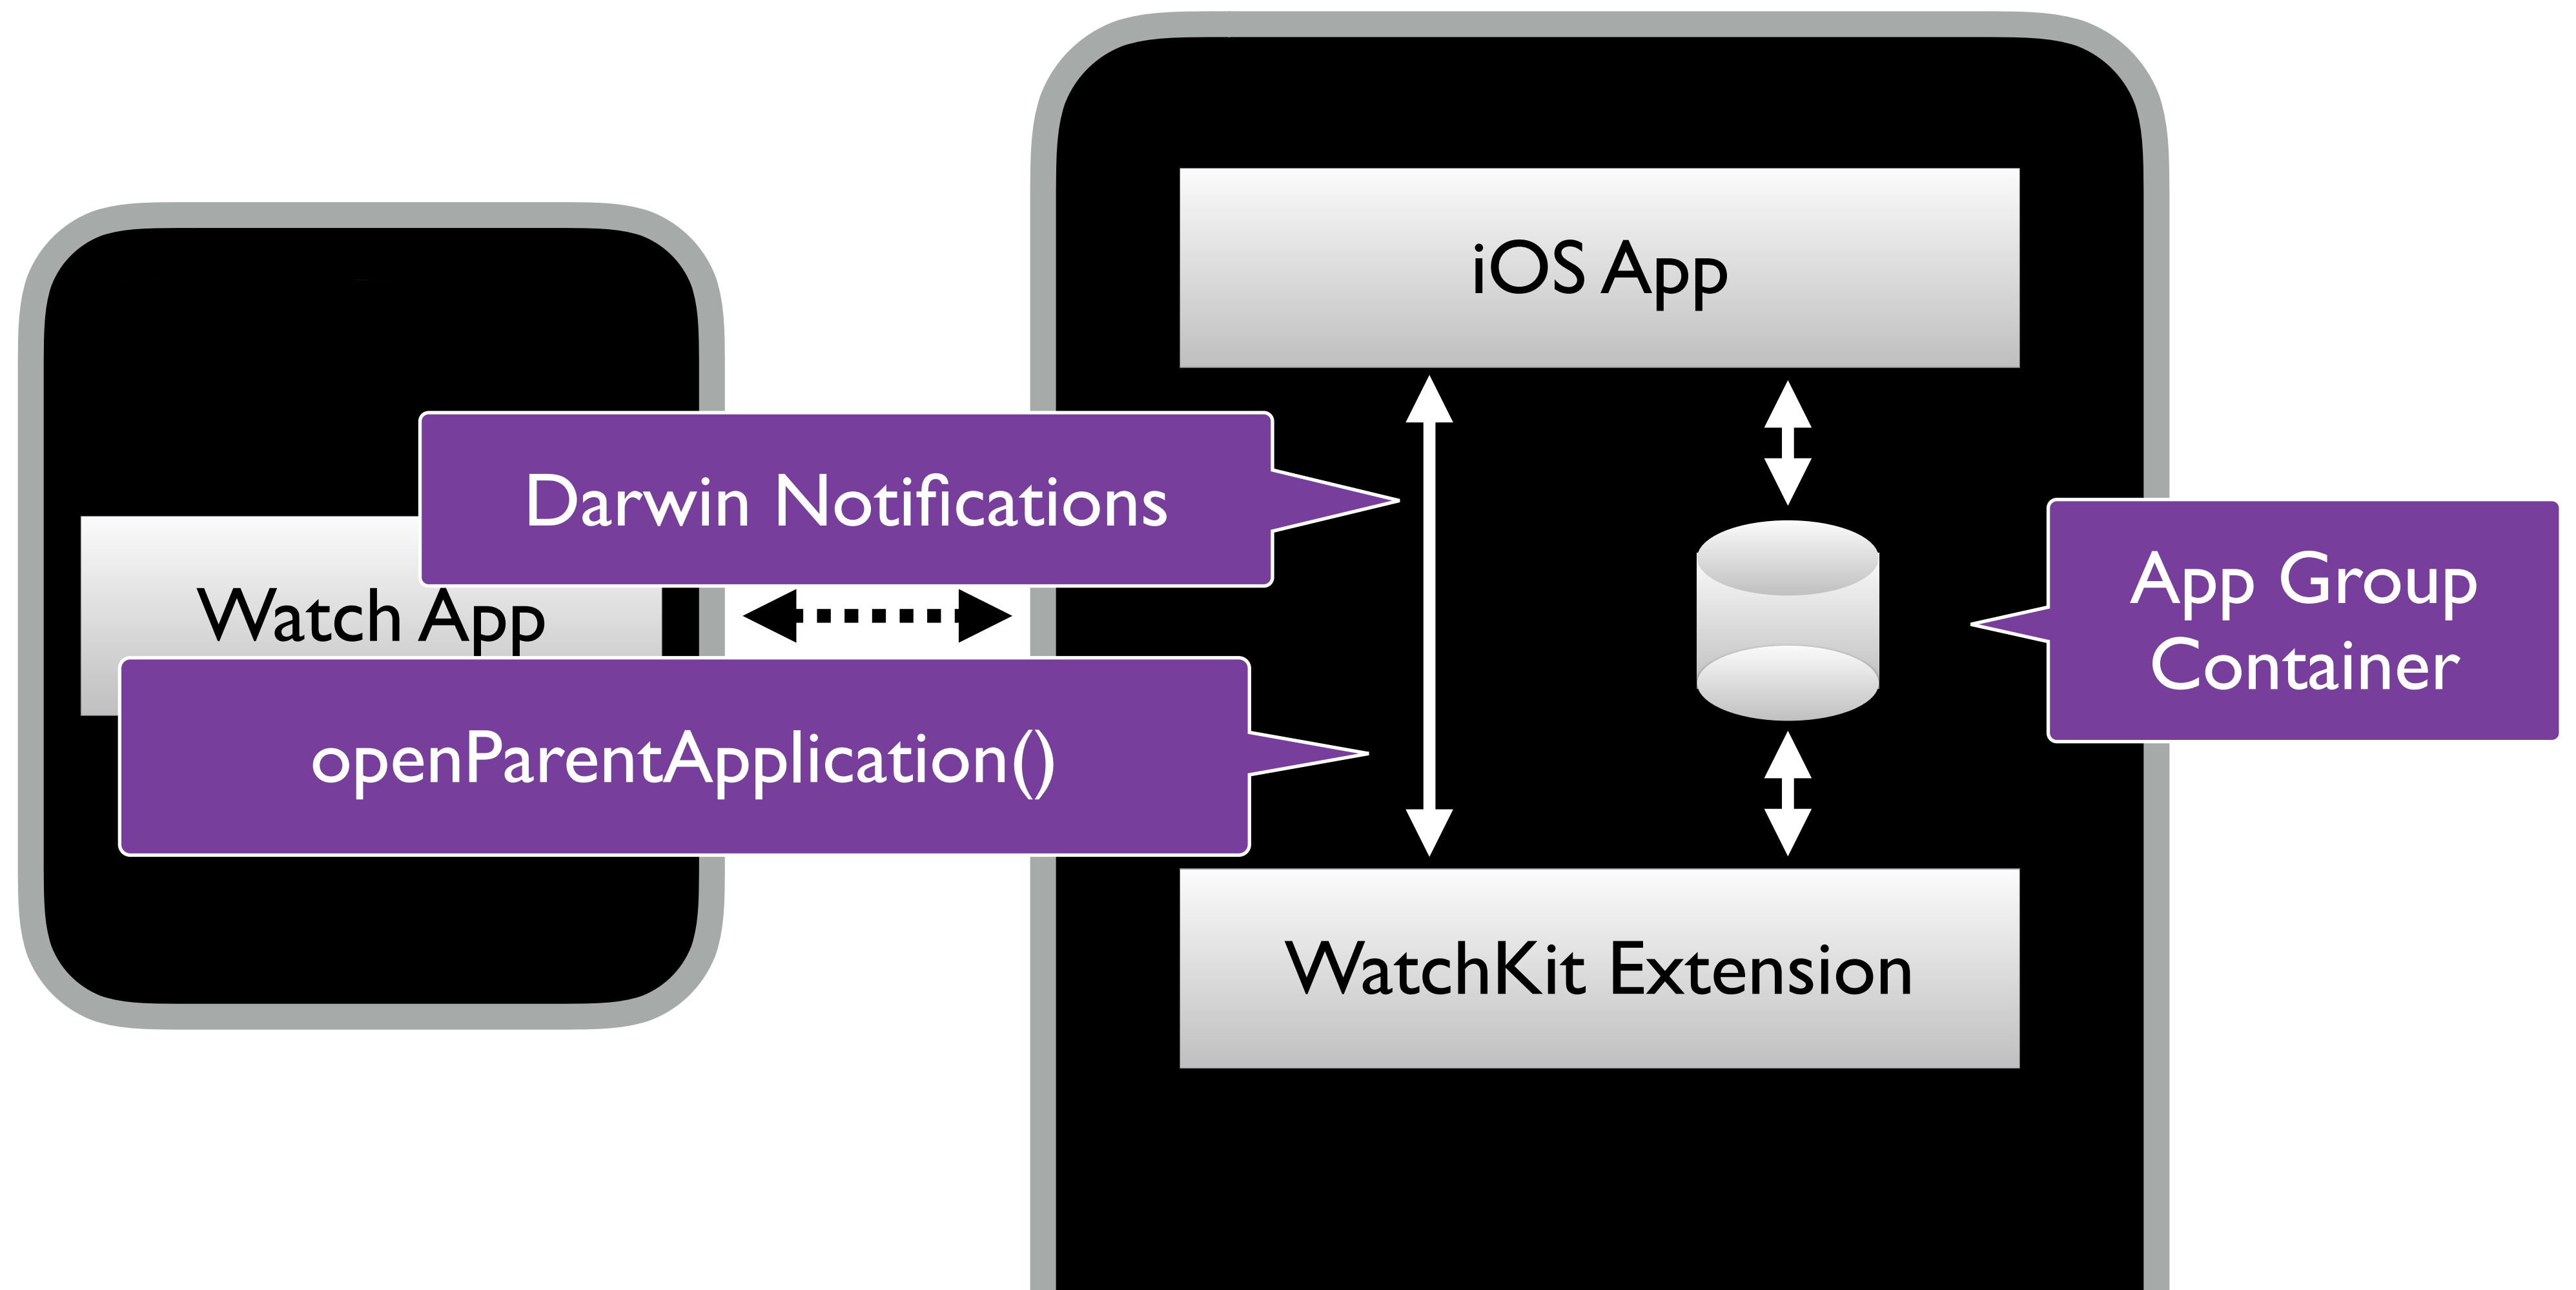 iOS App
Darwin Notifications
Watch App
openParentApplication()
App Group
Container
WatchKit Extension